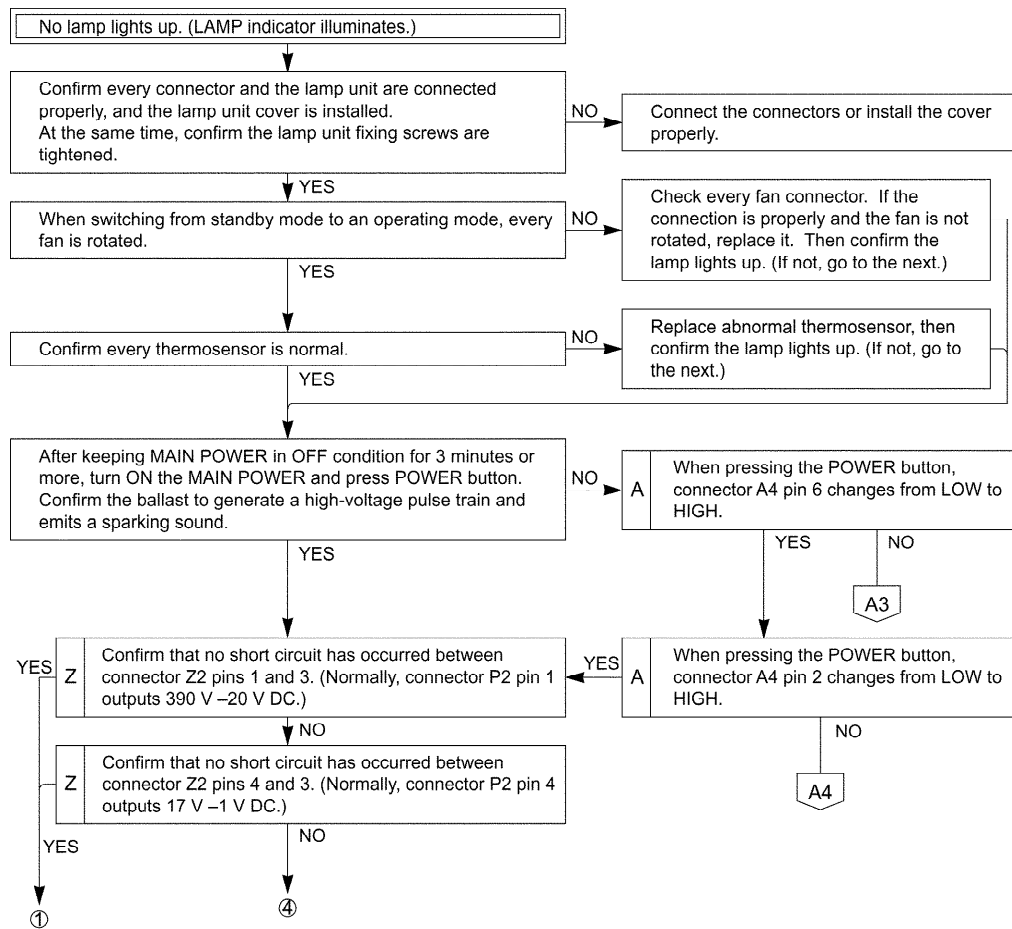 No lamp lights up. (LAMP indicator illuminates.)
Confirm every connector and the lamp unit are connected
properly, and the lamp unit cover is installed.
At the same time, confirm the lamp unit fixing screws are
tightened.
NO
Connect the connectors or install the cover
properly.
YES
When switching from standby mode to an operating mode, every
fan is rotated.
NO
Check every fan connector. If the
connection is properly and the fan is not
rotated, replace it. Then confirm the
lamp lights up. (If not, go to the next.)
YES
Confirm every thermosensor is normal.
NO
Replace abnormal thermosensor, then
confirm the lamp lights up. (If not, go to
the next.)
YES
After keeping MAIN POWER in OFF condition for 3 minutes or
more, turn ON the MAIN POWER and press POWER button.
Confirm the ballast to generate a high-voltage pulse train and
emits a sparking sound.
NO
A
When pressing the POWER button,
connector A4 pin 6 changes from LOW to
HIGH.
YES
YES
NO
A3
YES
Z
Confirm that no short circuit has occurred between
connector Z2 pins 1 and 3. (Normally, connector P2 pin 1
outputs 390 V –20 V DC.)
YES
A
When pressing the POWER button,
connector A4 pin 2 changes from LOW to
HIGH.
NO
NO
A4
Z
Confirm that no short circuit has occurred between
connector Z2 pins 4 and 3. (Normally, connector P2 pin 4
outputs 17 V –1 V DC.)
YES
NO
①
④